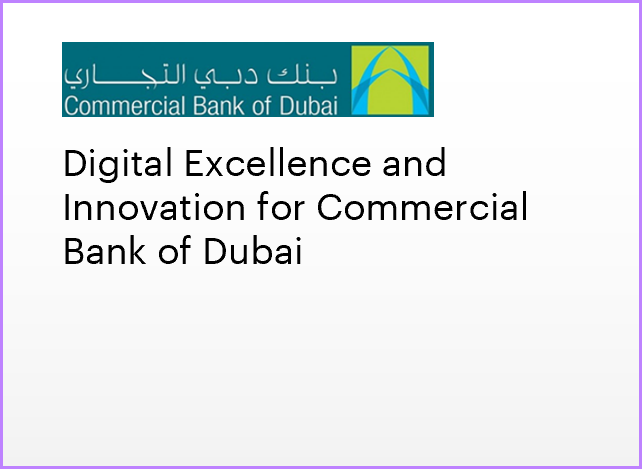 بنك دبي التجاري
Commercial Bank of Dubai
Digital Excellence and
Innovation for Commercial
Bank of Dubai